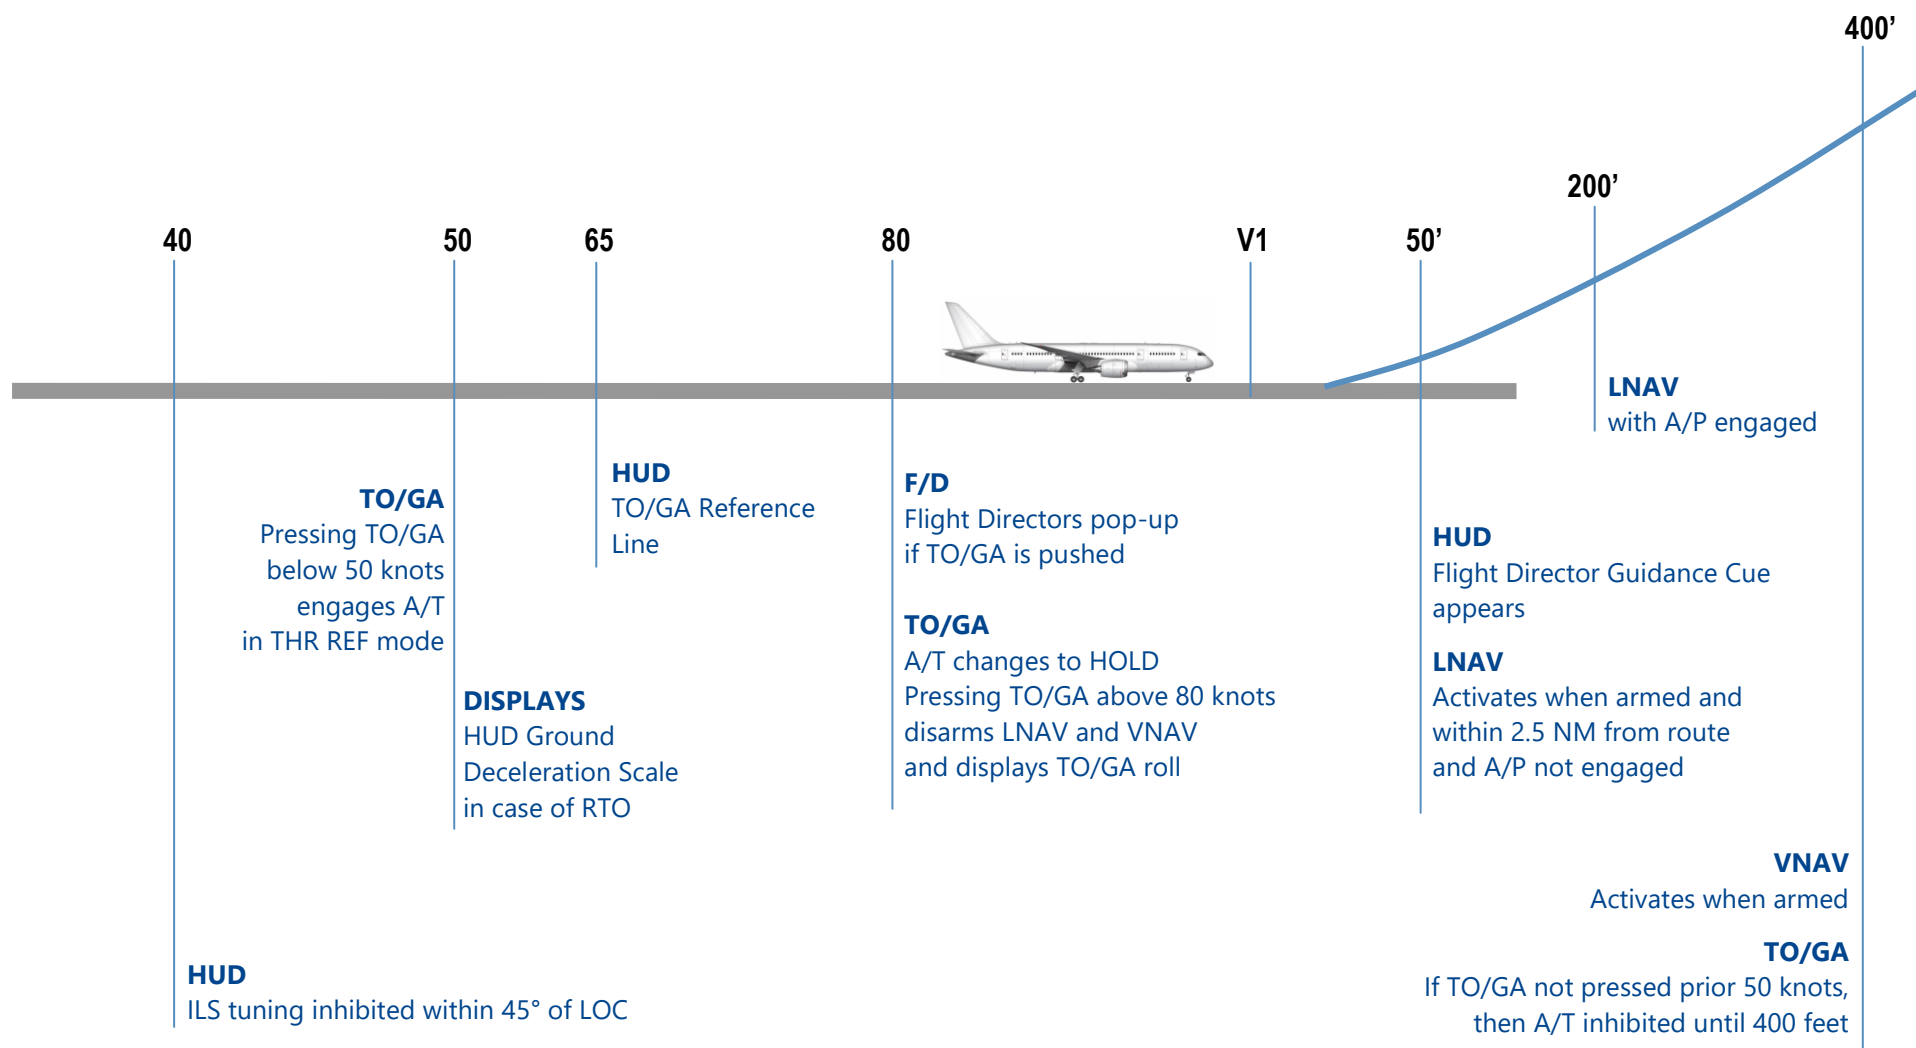 400’
200’
40
50
65
80
V1
50’
LNAV
with A/P engaged
TO/GA
Pressing TO/GA
below 50 knots
engages A/T
in THR REF mode
HUD
TO/GA Reference
Line
F/D
Flight Directors pop-up
if TO/GA is pushed
HUD
Flight Director Guidance Cue
appears
TO/GA
A/T changes to HOLD
Pressing TO/GA above 80 knots
disarms LNAV and VNAV
and displays TO/GA roll
LNAV
Activates when armed and
within 2.5 NM from route
and A/P not engaged
DISPLAYS
HUD Ground
Deceleration Scale
in case of RTO
VNAV
Activates when armed
HUD
ILS tuning inhibited within 45° of LOC
TO/GA
If TO/GA not pressed prior 50 knots,
then A/T inhibited until 400 feet